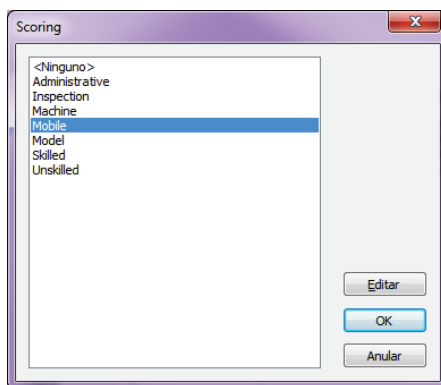 Scoring
<Ninguno>
Administrative
Inspection
Machine
Mobile
Model
Skilled
Unskilled
Editar
OK
Anular